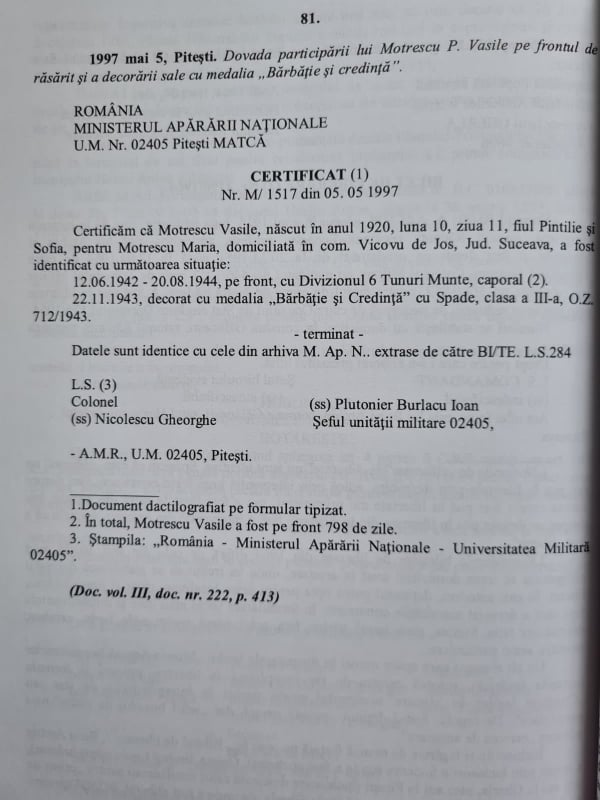 81.
1997 mai 5, Pitești. Dovada participării lui Motrescu P. Vasile pe frontul de
răsărit și a decorării sale cu medalia „Bărbăție și credință”.
ROMÂNIA
MINISTERUL APĂRĂRII NAȚIONALE
U.M. Nr. 02405 Pitești MATCĂ
CERTIFICAT (1)
Nr. M/ 1517 din 05. 05 1997
Certificăm că Motrescu Vasile, născut în anul 1920, luna 10, ziua 11, fiul Pintilie și
Sofia, pentru Motrescu Maria, domiciliată în com. Vicovu de Jos, Jud. Suceava, a fost
identificat cu următoarea situație:
12.06.1942 - 20.08.1944, pe front, cu Divizionul 6 Tunuri Munte, caporal (2).
22.11.1943, decorat cu medalia „Bărbăție și Credință” cu Spade, clasa a III-a, O.Z.
712/1943.
- terminat -
Datele sunt identice cu cele din arhiva M. Ap. N.. extrase de către BI/TE. L.S.284
L.S. (3)
Colonel (ss) Plutonier Burlacu Ioan
(ss) Nicolescu Gheorghe Șeful unității militare 02405,
- A.M.R., U.M. 02405, Pitești.
1.Document dactilografiat pe formular tipizat.
2. În total, Motrescu Vasile a fost pe front 798 de zile.
3. Ștampila: „România - Ministerul Apărării Naționale - Universitatea Militară
02405”.
(Doc. vol. III, doc. nr. 222, p. 413)